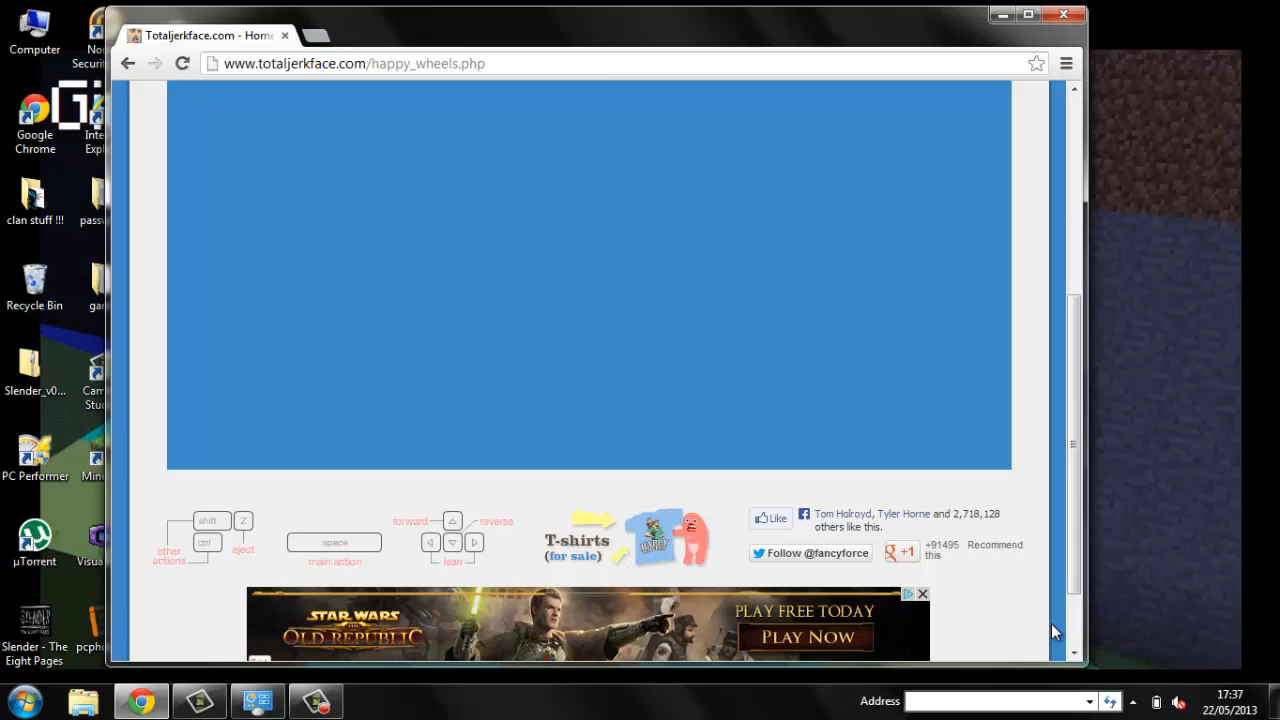 Totaljerkface.com - Home
www.totaljerkface.com/happy_wheels.php
Computer
Google
Chrome
clan stuff !!!
Recycle Bin
Slender_v0...
PC Performer
µTorrent
Slender - The
Eight Pages
shift
Z
ctrl
other
actions
eject
space
main action
forward
reverse
lean
T-shirts
(for sale)
Like
Tom Holroyd, Tyler Horne and 2,718,128
others like this.
Follow @fancyforce
+1
+91495 Recommend
this
STAR WARS
THE
OLD REPUBLIC
PLAY FREE TODAY
PLAY NOW
Address
17:37
22/05/2013